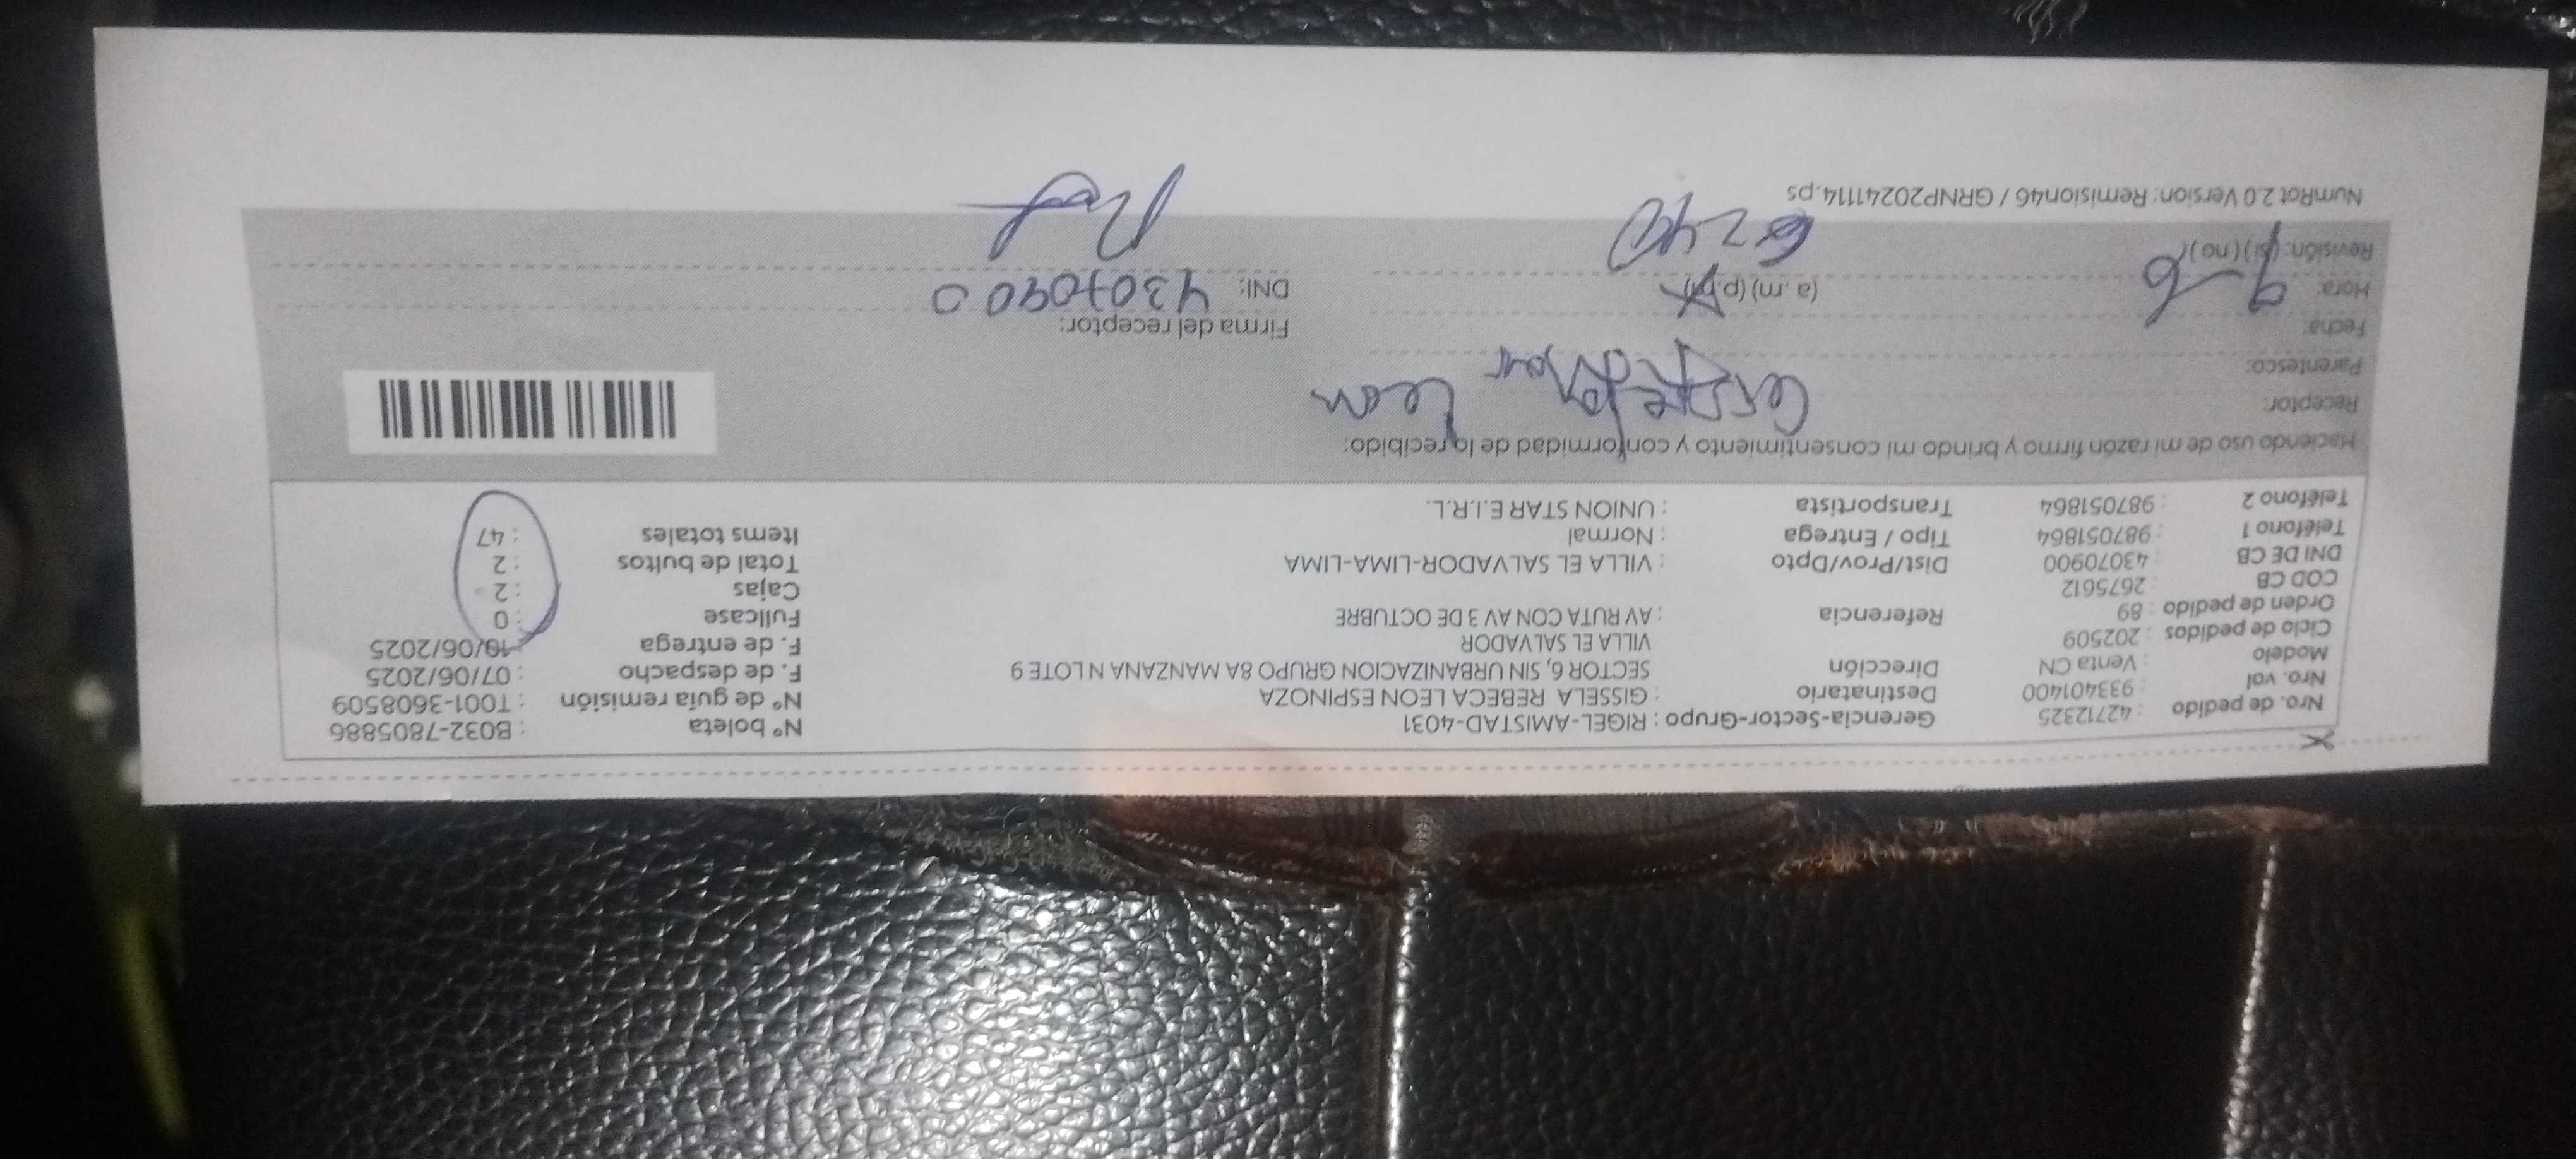 Nro. de pedido : 42712325 Gerencia-Sector-Grupo : RIGEL-AMISTAD-4031 N° boleta : B032-7805886
Nro. vol : 933401400 Destinatario : GISSELA REBECA LEON ESPINOZA N° de guía remisión : T001-3608509
Modelo : Venta CN Dirección SECTOR 6, SIN URBANIZACION GRUPO 8A MANZANA N LOTE 9 F. de despacho : 07/06/2025
Ciclo de pedidos : 202509 VILLA EL SALVADOR F. de entrega : 10/06/2025
Orden de pedido : 89 Referencia : AV RUTA CON AV 3 DE OCTUBRE Fullcase : 0
COD CB : 2675612 Cajas : 2
DNI DE CB : 43070900 Dist/Prov/Dpto : VILLA EL SALVADOR-LIMA-LIMA Total de bultos : 2
Teléfono 1 : 987051864 Tipo / Entrega : Normal Items totales : 47
Teléfono 2 : 987051864 Transportista : UNION STAR E.I.R.L.
Haciendo uso de mi razón firmo y brindo mi consentimiento y conformidad de lo recibido:
Receptor: Leon
Parentesco:
Fecha: Firma del receptor:
Hora: 9-6 (a.m) (p.m) DNI: 43070900
Revisión: (si) (no) 6240
NumRot 2.0 Version: Remision46 / GRNP20241114.ps